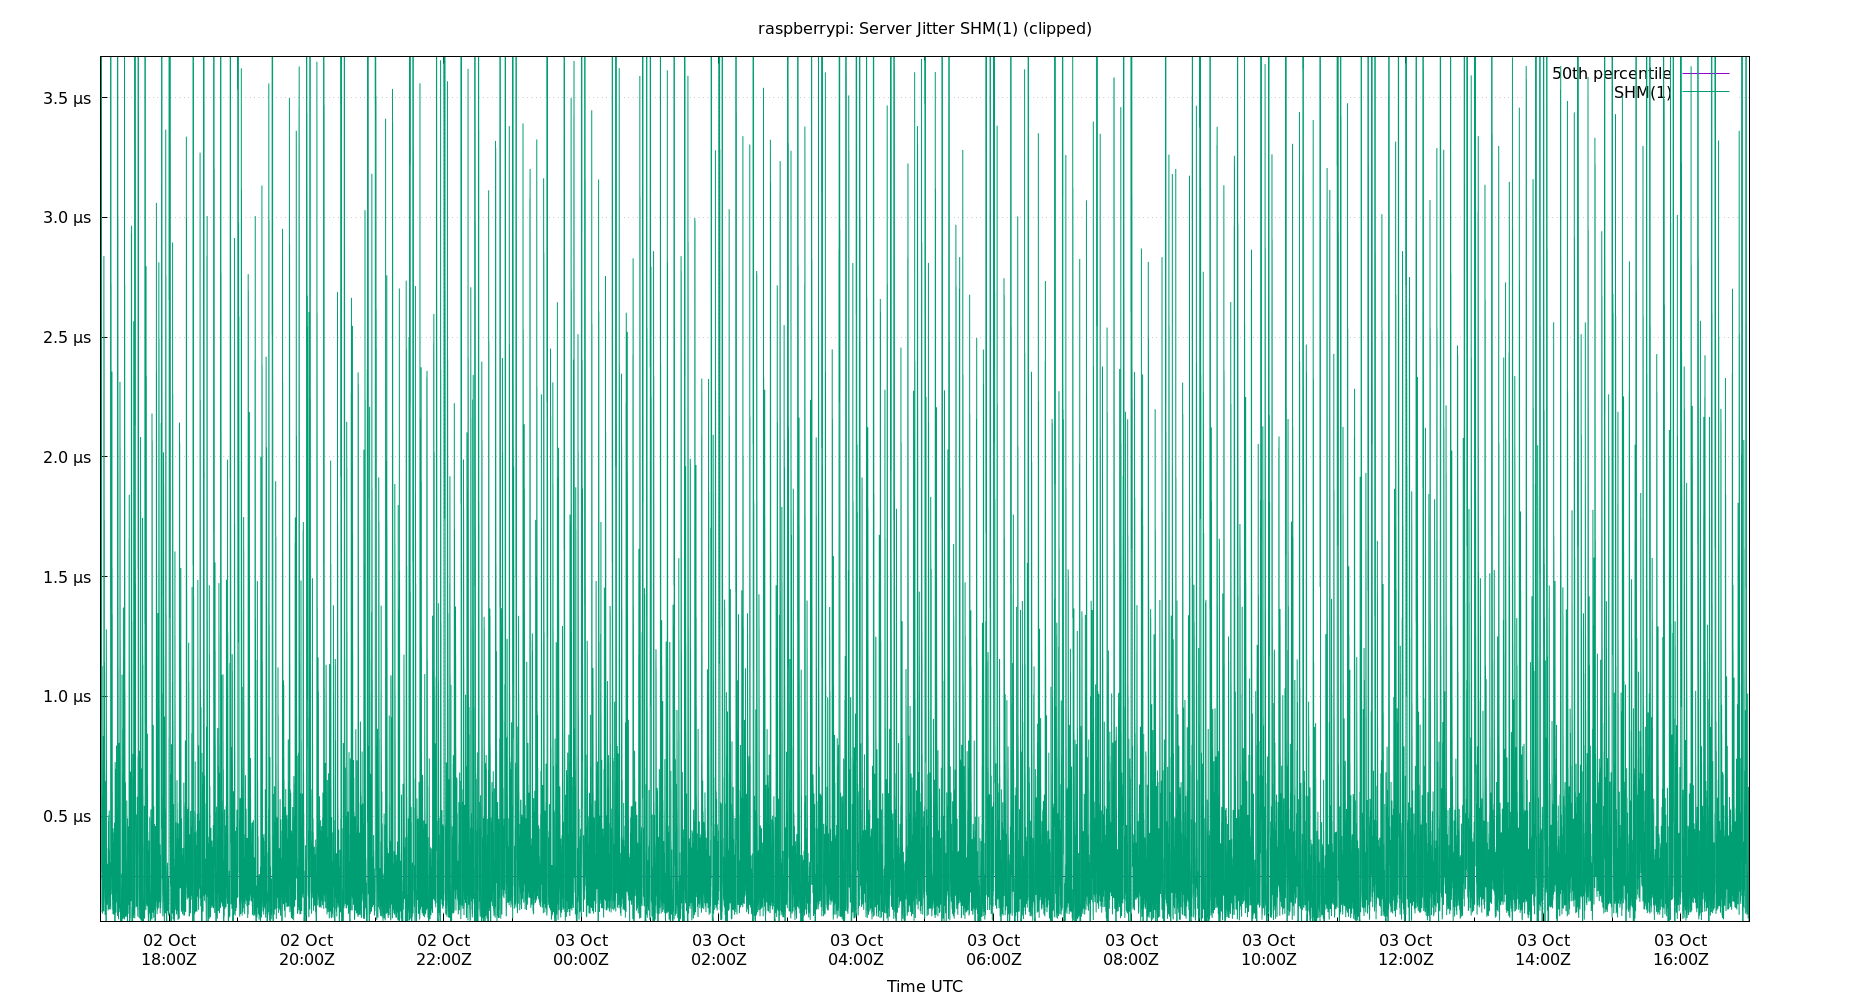 raspberrypi: Server Jitter SHM(1) (clipped)
50th percentile
SHM(1)
3.5 µs
3.0 µs
2.5 µs
2.0 µs
1.5 µs
1.0 µs
0.5 µs
02 Oct 02 Oct 02 Oct 03 Oct 03 Oct 03 Oct 03 Oct 03 Oct 03 Oct 03 Oct 03 Oct 03 Oct
18:00Z 20:00Z 22:00Z 00:00Z 02:00Z 04:00Z 06:00Z 08:00Z 10:00Z 12:00Z 14:00Z 16:00Z
Time UTC